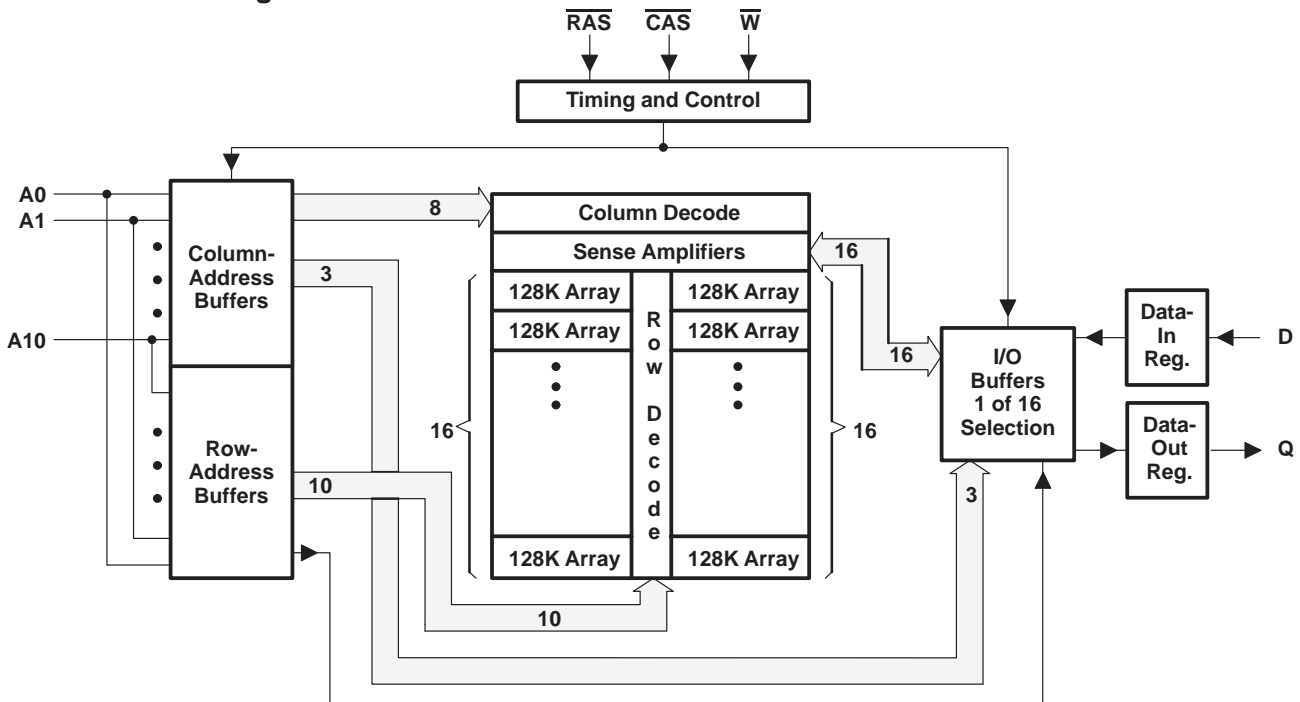 RAS CAS W
Timing and Control
A0
A1
A10
Column-
Address
Buffers
Row-
Address
Buffers
8
3
10
10
Column Decode
Sense Amplifiers
128K Array
128K Array
128K Array
128K Array
128K Array
128K Array
Row Decode
16
16
16
16
3
I/O
Buffers
1 of 16
Selection
Data-
In
Reg.
D
Data-
Out
Reg.
Q